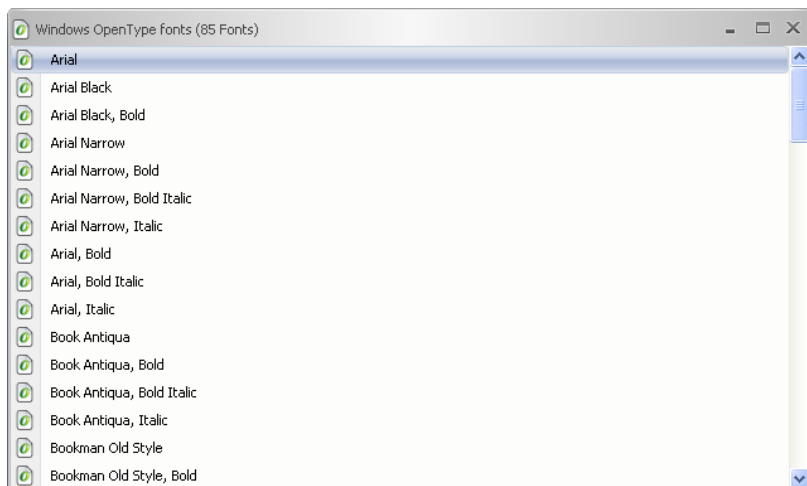 Windows OpenType fonts (85 Fonts)
Arial
Arial Black
Arial Black, Bold
Arial Narrow
Arial Narrow, Bold
Arial Narrow, Bold Italic
Arial Narrow, Italic
Arial, Bold
Arial, Bold Italic
Arial, Italic
Book Antiqua
Book Antiqua, Bold
Book Antiqua, Bold Italic
Book Antiqua, Italic
Bookman Old Style
Bookman Old Style, Bold